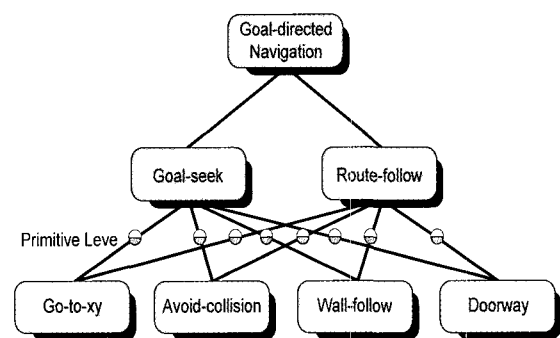 Goal-directed
Navigation
Goal-seek
Route-follow
Primitive Leve
Go-to-xy
Avoid-collision
Wall-follow
Doorway